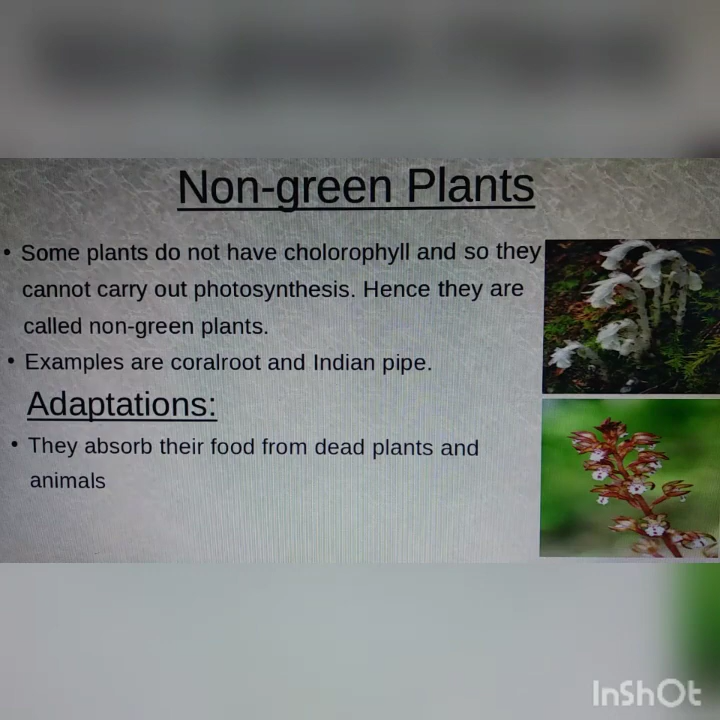 Non-green Plants
• Some plants do not have cholorophyll and so they
cannot carry out photosynthesis. Hence they are
called non-green plants.
• Examples are coralroot and Indian pipe.
Adaptations:
• They absorb their food from dead plants and
animals
InShOt